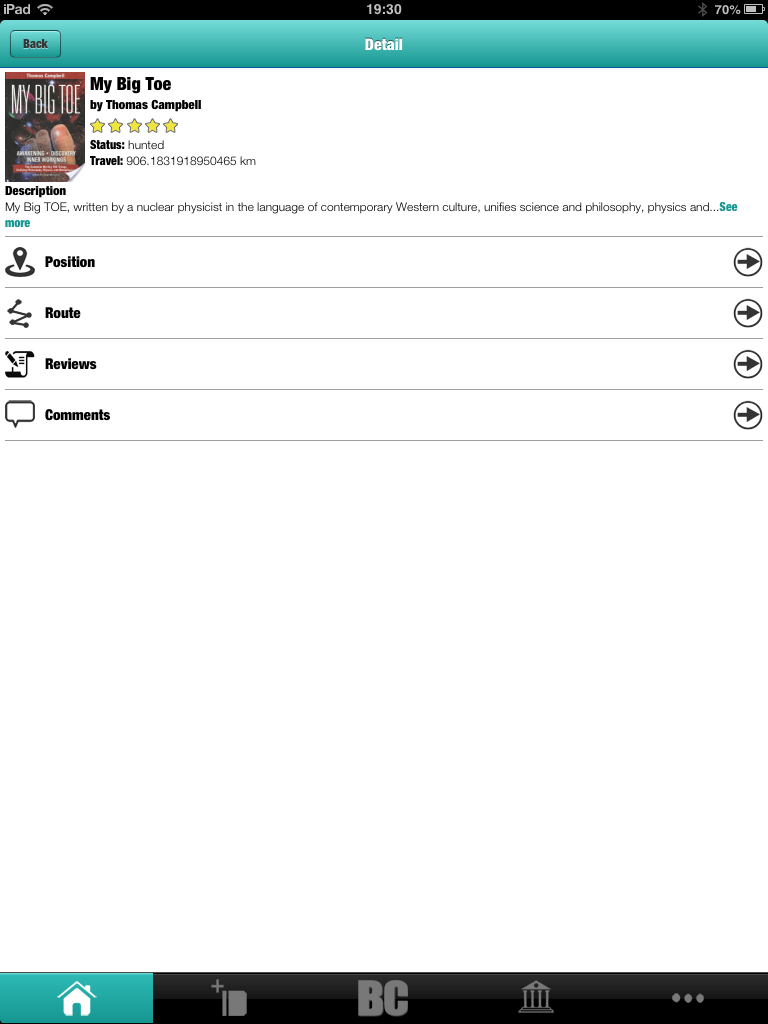 iPad 19:30 70%
Back Detail
Thomas Campbell
MY BIG TOE
AWAKENING • DISCOVERY
INNER WORKINGS
My Big Toe
by Thomas Campbell
Status: hunted
Travel: 906.1831918950465 km
Description
My Big TOE, written by a nuclear physicist in the language of contemporary Western culture, unifies science and philosophy, physics and...See
more
Position
Route
Reviews
Comments
BC